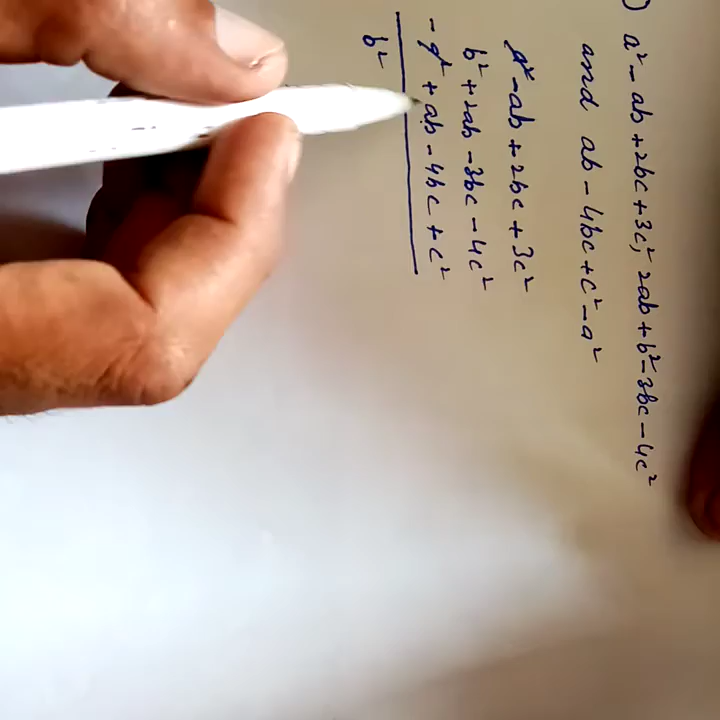 ) a² - ab + 2bc + 3c², 2ab + b² - 3bc - 4c²
and ab - 4bc + c² - a²
a² - ab + 2bc + 3c²
b² + 2ab - 3bc - 4c²
- a² + ab - 4bc + c²
b²